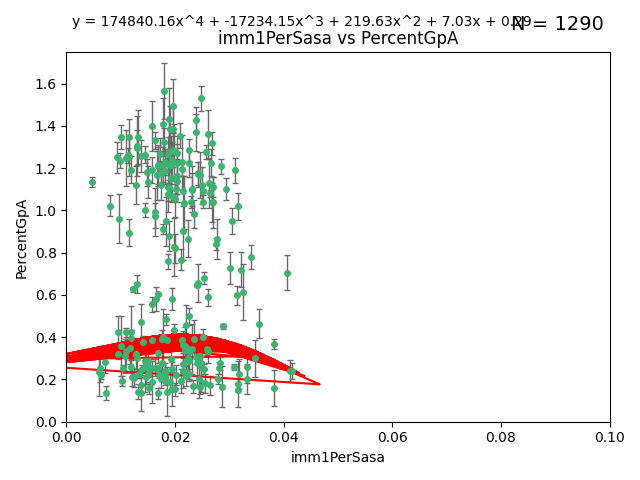 y = 174840.16x^4 + -17234.15x^3 + 219.63x^2 + 7.03x + 0.29
N = 1290
imm1PerSasa vs PercentGpA
PercentGpA
1.6
1.4
1.2
1.0
0.8
0.6
0.4
0.2
0.0
0.00 0.02 0.04 0.06 0.08 0.10
imm1PerSasa